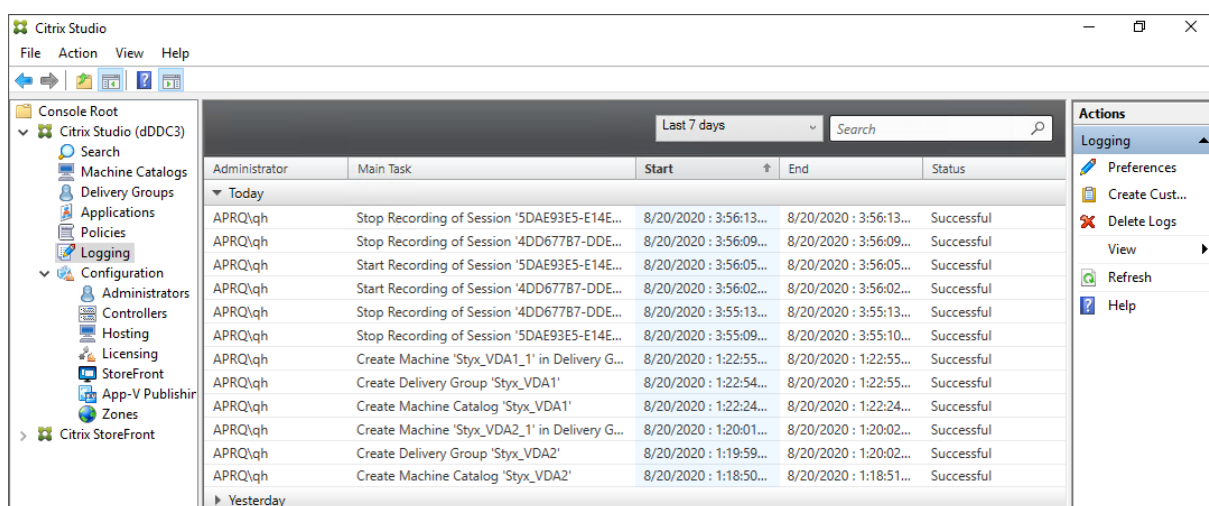 Citrix Studio
File Action View Help
Console Root
Citrix Studio (dDDC3)
Search
Machine Catalogs
Delivery Groups
Applications
Policies
Logging
Configuration
Administrators
Controllers
Hosting
Licensing
StoreFront
App-V Publishin
Zones
Citrix StoreFront
Last 7 days Search
Administrator Main Task Start End Status
Today
APRQ\qh Stop Recording of Session '5DAE93E5-E14E... 8/20/2020 : 3:56:13... 8/20/2020 : 3:56:13... Successful
APRQ\qh Stop Recording of Session '4DD677B7-DDE... 8/20/2020 : 3:56:09... 8/20/2020 : 3:56:09... Successful
APRQ\qh Start Recording of Session '5DAE93E5-E14E... 8/20/2020 : 3:56:05... 8/20/2020 : 3:56:05... Successful
APRQ\qh Start Recording of Session '4DD677B7-DDE... 8/20/2020 : 3:56:02... 8/20/2020 : 3:56:02... Successful
APRQ\qh Stop Recording of Session '4DD677B7-DDE... 8/20/2020 : 3:55:13... 8/20/2020 : 3:55:13... Successful
APRQ\qh Stop Recording of Session '5DAE93E5-E14E... 8/20/2020 : 3:55:09... 8/20/2020 : 3:55:10... Successful
APRQ\qh Create Machine 'Styx_VDA1_1' in Delivery G... 8/20/2020 : 1:22:55... 8/20/2020 : 1:22:55... Successful
APRQ\qh Create Delivery Group 'Styx_VDA1' 8/20/2020 : 1:22:54... 8/20/2020 : 1:22:55... Successful
APRQ\qh Create Machine Catalog 'Styx_VDA1' 8/20/2020 : 1:22:24... 8/20/2020 : 1:22:24... Successful
APRQ\qh Create Machine 'Styx_VDA2_1' in Delivery G... 8/20/2020 : 1:20:01... 8/20/2020 : 1:20:02... Successful
APRQ\qh Create Delivery Group 'Styx_VDA2' 8/20/2020 : 1:19:59... 8/20/2020 : 1:20:02... Successful
APRQ\qh Create Machine Catalog 'Styx_VDA2' 8/20/2020 : 1:18:50... 8/20/2020 : 1:18:51... Successful
Yesterday
Actions
Logging
Preferences
Create Cust...
Delete Logs
View
Refresh
Help